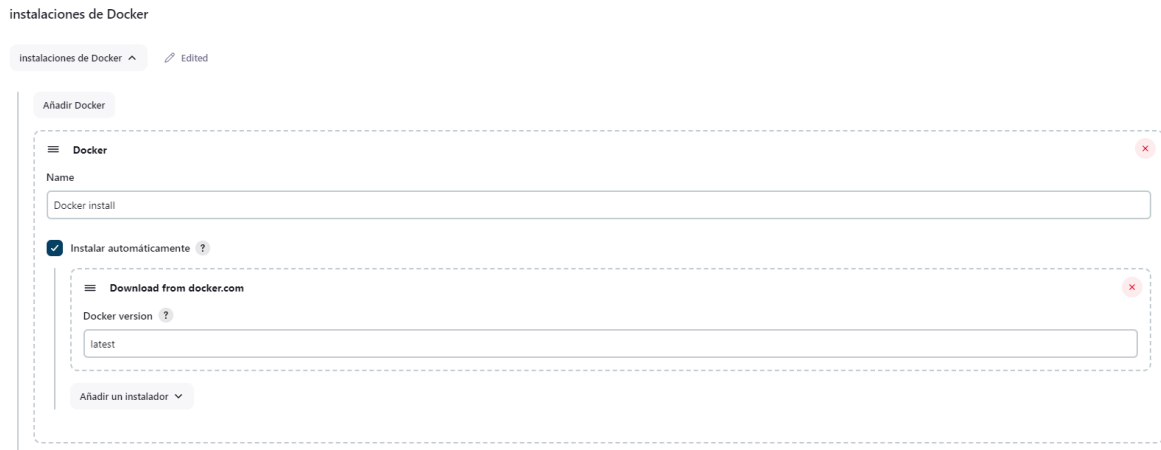 instalaciones de Docker
instalaciones de Docker Edited
Añadir Docker
Docker
Name
Docker install
Instalar automáticamente ?
Download from docker.com
Docker version ?
latest
Añadir un instalador